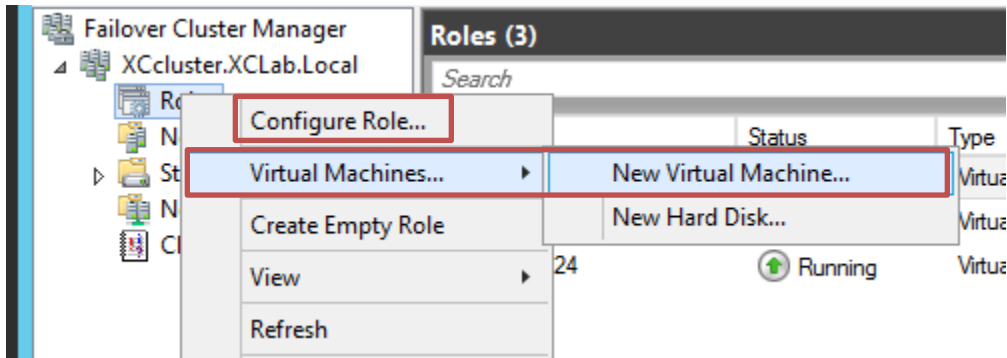 Failover Cluster Manager
XCcluster.XCLab.Local
Roles (3)
Search
Configure Role...
Status
Type
Virtual Machines...
New Virtual Machine...
New Hard Disk...
Create Empty Role
24
Running
View
Refresh